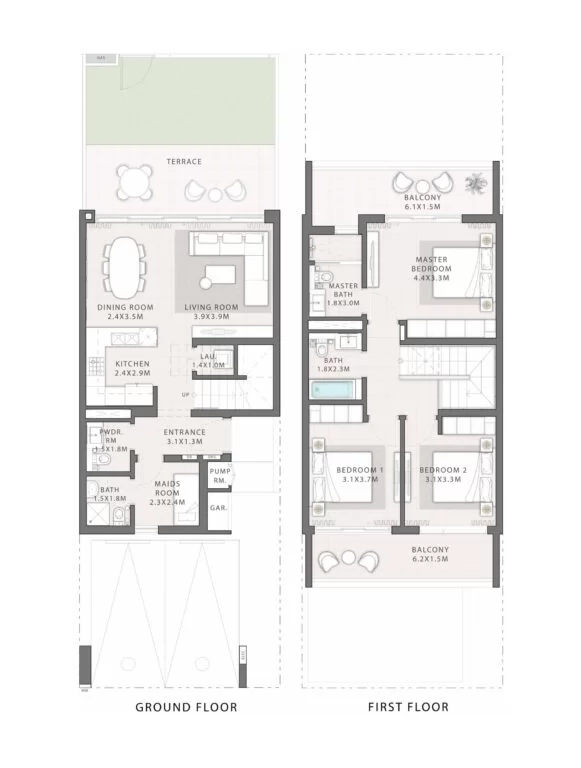 TERRACE
DINING ROOM
2.4X3.5M
LIVING ROOM
3.9X3.9M
KITCHEN
2.4X2.9M
LAU.
1.4X1.0M
UP
PWDR.
RM
1.5X1.8M
ENTRANCE
3.1X1.3M
BATH
1.5X1.8M
MAIDS
ROOM
2.3X2.4M
PUMP
RM.
GAR.
GROUND FLOOR
BALCONY
6.1X1.5M
MASTER
BEDROOM
4.4X3.3M
MASTER
BATH
1.8X3.0M
BATH
1.8X2.3M
BEDROOM 1
3.1X3.7M
BEDROOM 2
3.1X3.3M
BALCONY
6.2X1.5M
FIRST FLOOR